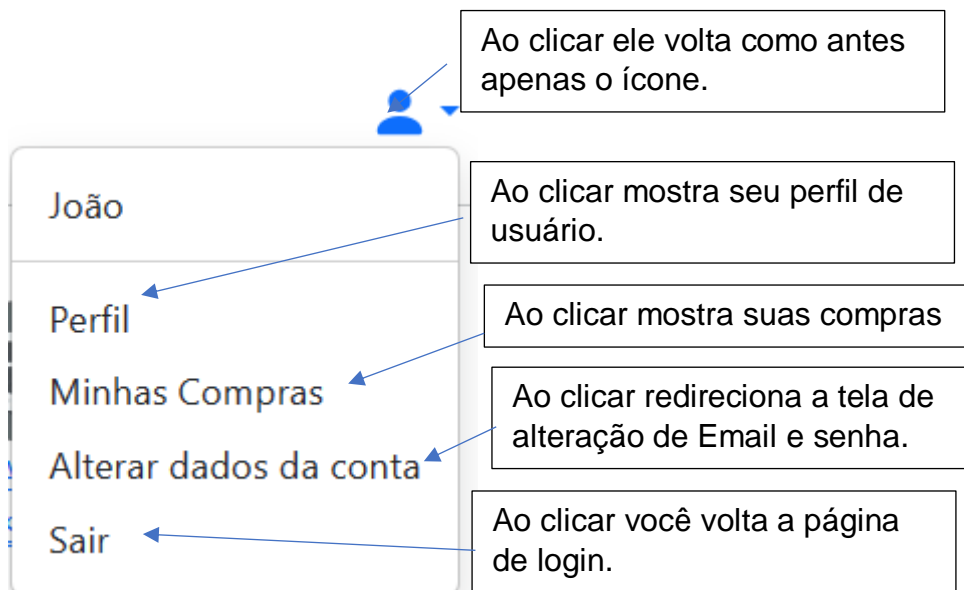 Ao clicar ele volta como antes
apenas o ícone.
João
Ao clicar mostra seu perfil de
usuário.
Perfil
Ao clicar mostra suas compras
Minhas Compras
Ao clicar redireciona a tela de
alteração de Email e senha.
Alterar dados da conta
Ao clicar você volta a página
de login.
Sair